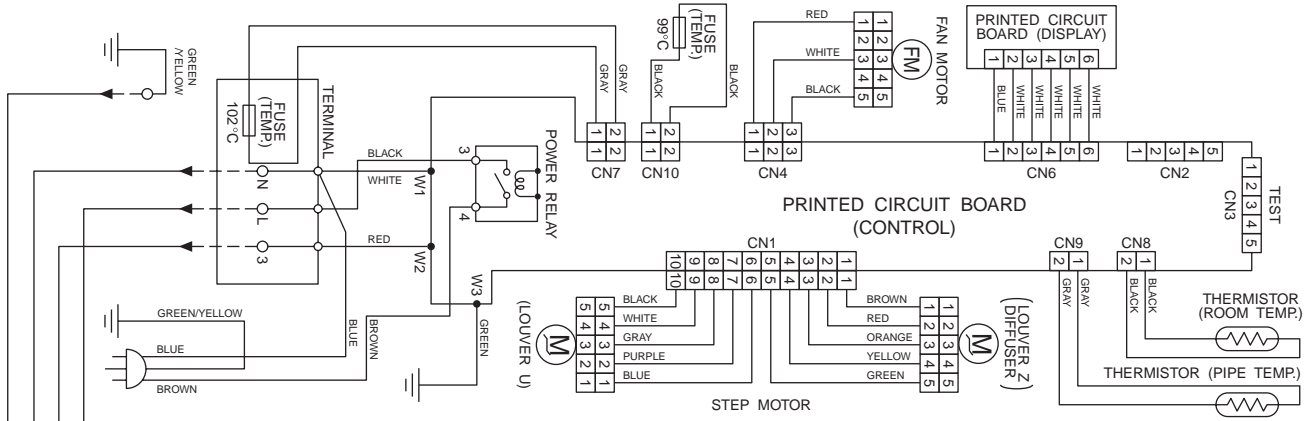 GREEN
/YELLOW
FUSE
(TEMP.)
102°C
TERMINAL
N
L
3
BLACK
WHITE
RED
W1
W2
W3
3
4
POWER RELAY
GRAY
GRAY
1 2
1 2
CN7
FUSE
(TEMP.)
99°C
BLACK
BLACK
1 2
1 2
CN10
RED
WHITE
BLACK
1 1
2 2
3 3
4 4
5 5
FM
FAN MOTOR
1 2 3
1 2 3
CN4
PRINTED CIRCUIT
BOARD (DISPLAY)
1 2 3 4 5 6
BLUE
WHITE
WHITE
WHITE
WHITE
WHITE
1 2 3 4 5 6
CN6
1 2 3 4 5
CN2
1 2 3 4 5
CN3
TEST
PRINTED CIRCUIT BOARD
(CONTROL)
CN1
10 9 8 7 6 5 4 3 2 1
10 9 8 7 6 5 4 3 2 1
CN9
2 1
GRAY
GRAY
CN8
2 1
BLACK
BLACK
THERMISTOR
(ROOM TEMP.)
THERMISTOR (PIPE TEMP.)
GREEN/YELLOW
BLUE
BROWN
BLUE
BROWN
GREEN
(LOUVER U)
M
5 5
4 4
3 3
2 2
1 1
BLACK
WHITE
GRAY
PURPLE
BLUE
BROWN
RED
ORANGE
YELLOW
GREEN
1 1
2 2
3 3
4 4
5 5
M
(LOUVER Z
DIFFUSER)
STEP MOTOR